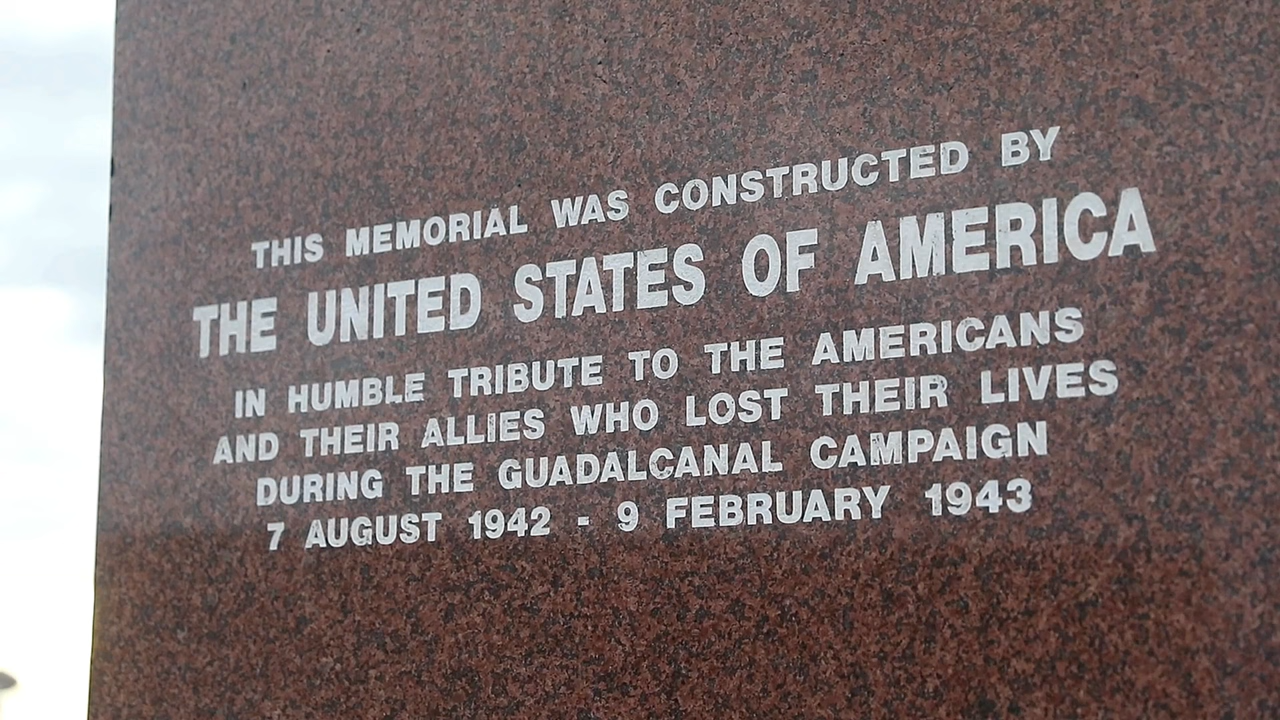 THIS MEMORIAL WAS CONSTRUCTED BY
THE UNITED STATES OF AMERICA
IN HUMBLE TRIBUTE TO THE AMERICANS
AND THEIR ALLIES WHO LOST THEIR LIVES
DURING THE GUADALCANAL CAMPAIGN
7 AUGUST 1942 - 9 FEBRUARY 1943